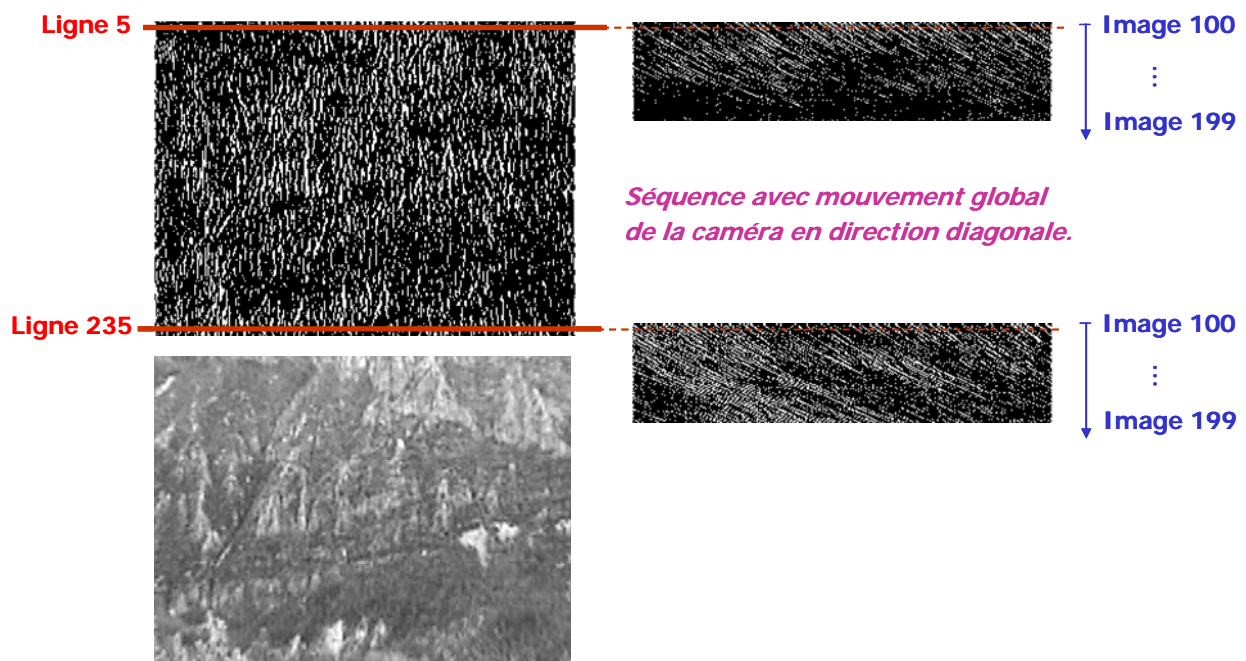 Ligne 5
Image 100
⋮
Image 199
Séquence avec mouvement global
de la caméra en direction diagonale.
Ligne 235
Image 100
⋮
Image 199